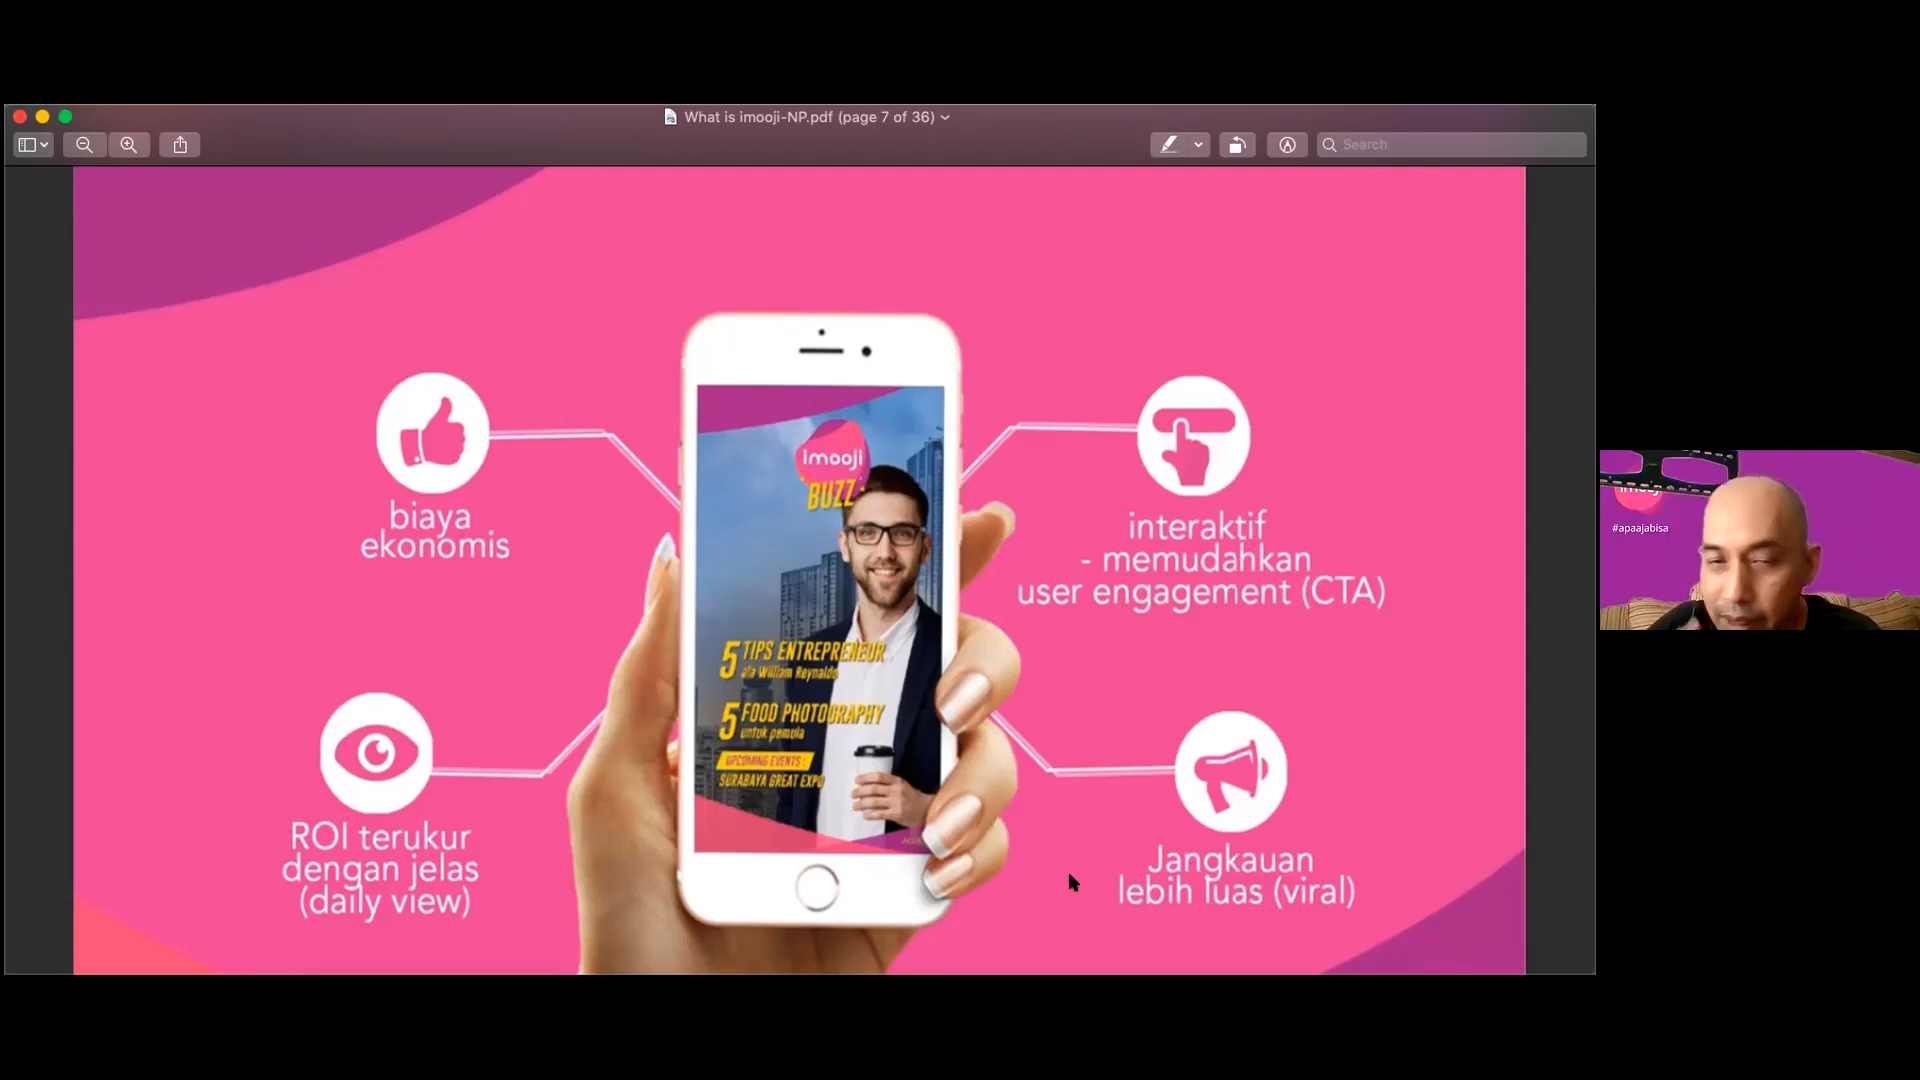 What is imooji-NP.pdf (page 7 of 36)
Search
biaya
ekonomis
interaktif
- memudahkan
user engagement (CTA)
imooji
BUZZ
5 TIPS ENTREPRENEUR
ala William Reynaldo
5 FOOD PHOTOGRAPHY
untuk pemula
UPCOMING EVENTS :
SURABAYA GREAT EXPO
ROI terukur
dengan jelas
(daily view)
Jangkauan
lebih luas (viral)
imooji
#apaajabisa